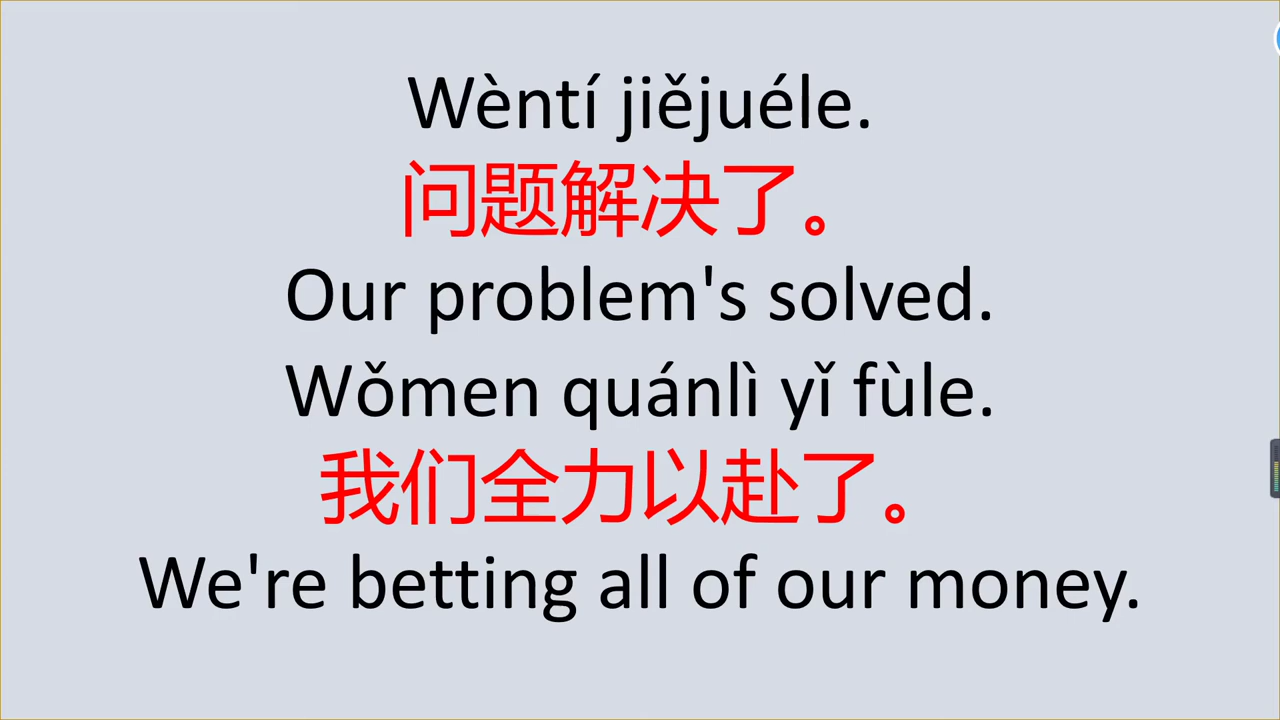 Wèntí jiějuéle.
问题解决了。
Our problem's solved.
Wǒmen quánlì yǐ fùle.
我们全力以赴了。
We're betting all of our money.